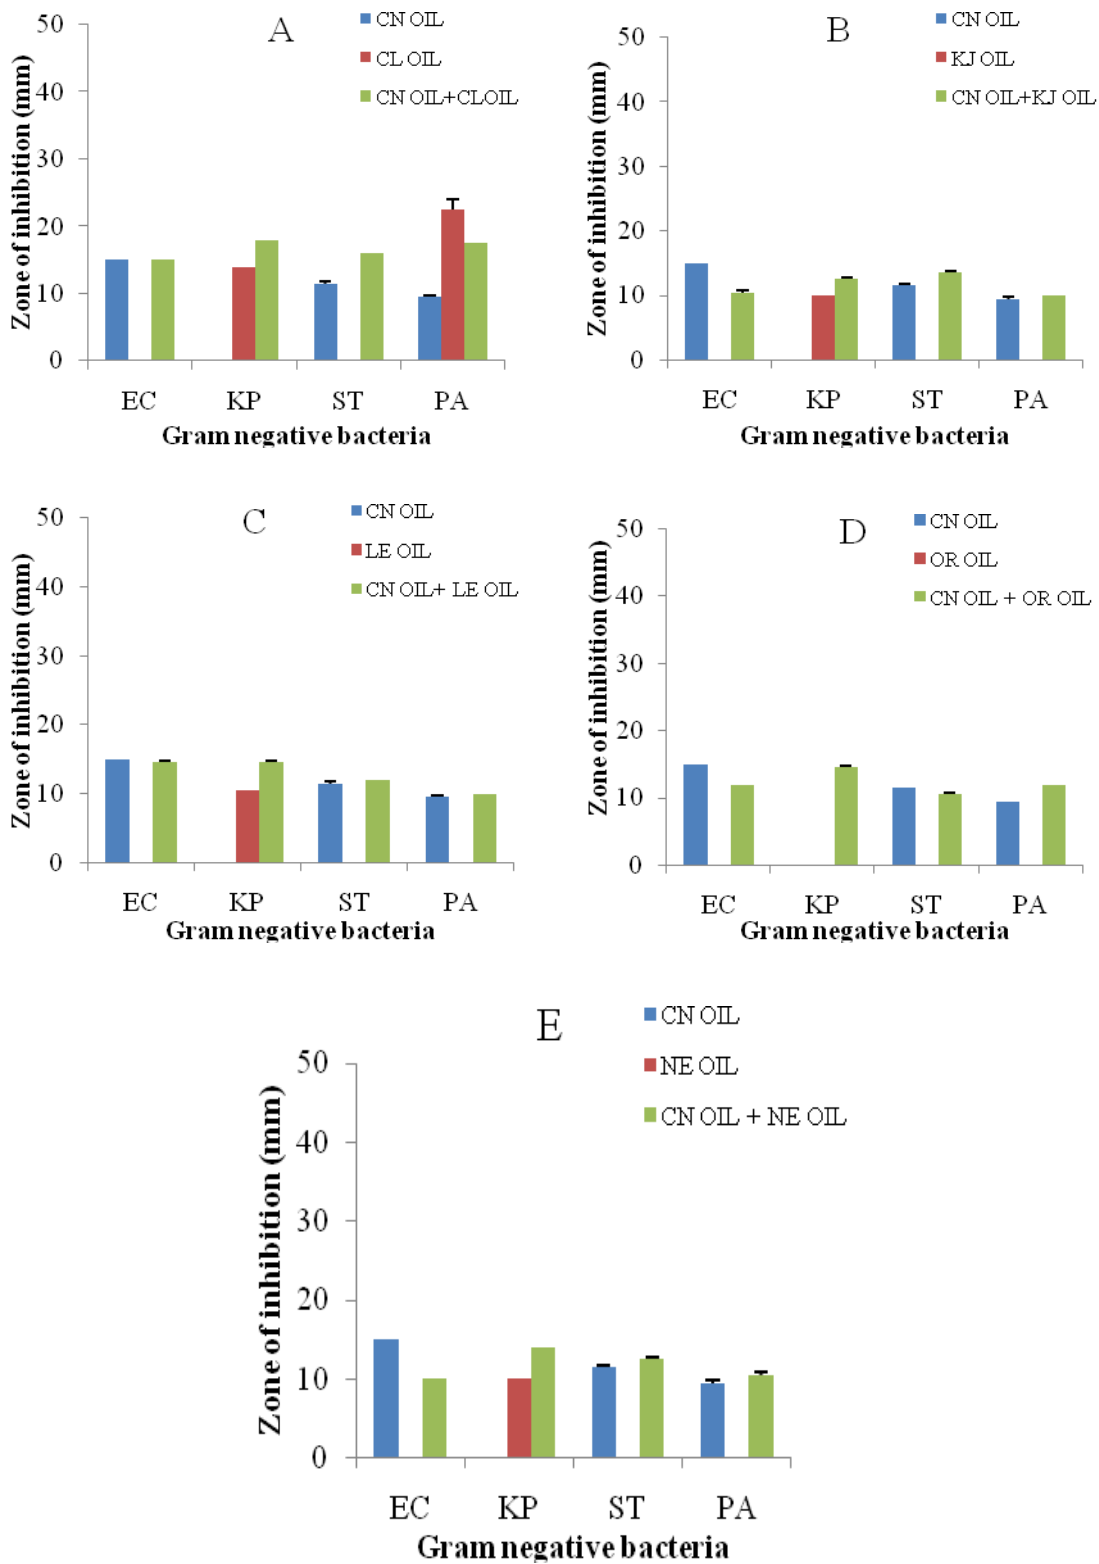 A
CN OIL
CL OIL
CN OIL+CLOIL
Zone of inhibition (mm)
50
40
30
20
10
0
EC KP ST PA
Gram negative bacteria
B
CN OIL
KJ OIL
CN OIL+KJ OIL
Zone of inhibition (mm)
50
40
30
20
10
0
EC KP ST PA
Gram negative bacteria
C
CN OIL
LE OIL
CN OIL+ LE OIL
Zone of inhibition (mm)
50
40
30
20
10
0
EC KP ST PA
Gram negative bacteria
D
CN OIL
OR OIL
CN OIL + OR OIL
Zone of inhibition (mm)
50
40
30
20
10
0
EC KP ST PA
Gram negative bacteria
E
CN OIL
NE OIL
CN OIL + NE OIL
Zone of inhibition (mm)
50
40
30
20
10
0
EC KP ST PA
Gram negative bacteria